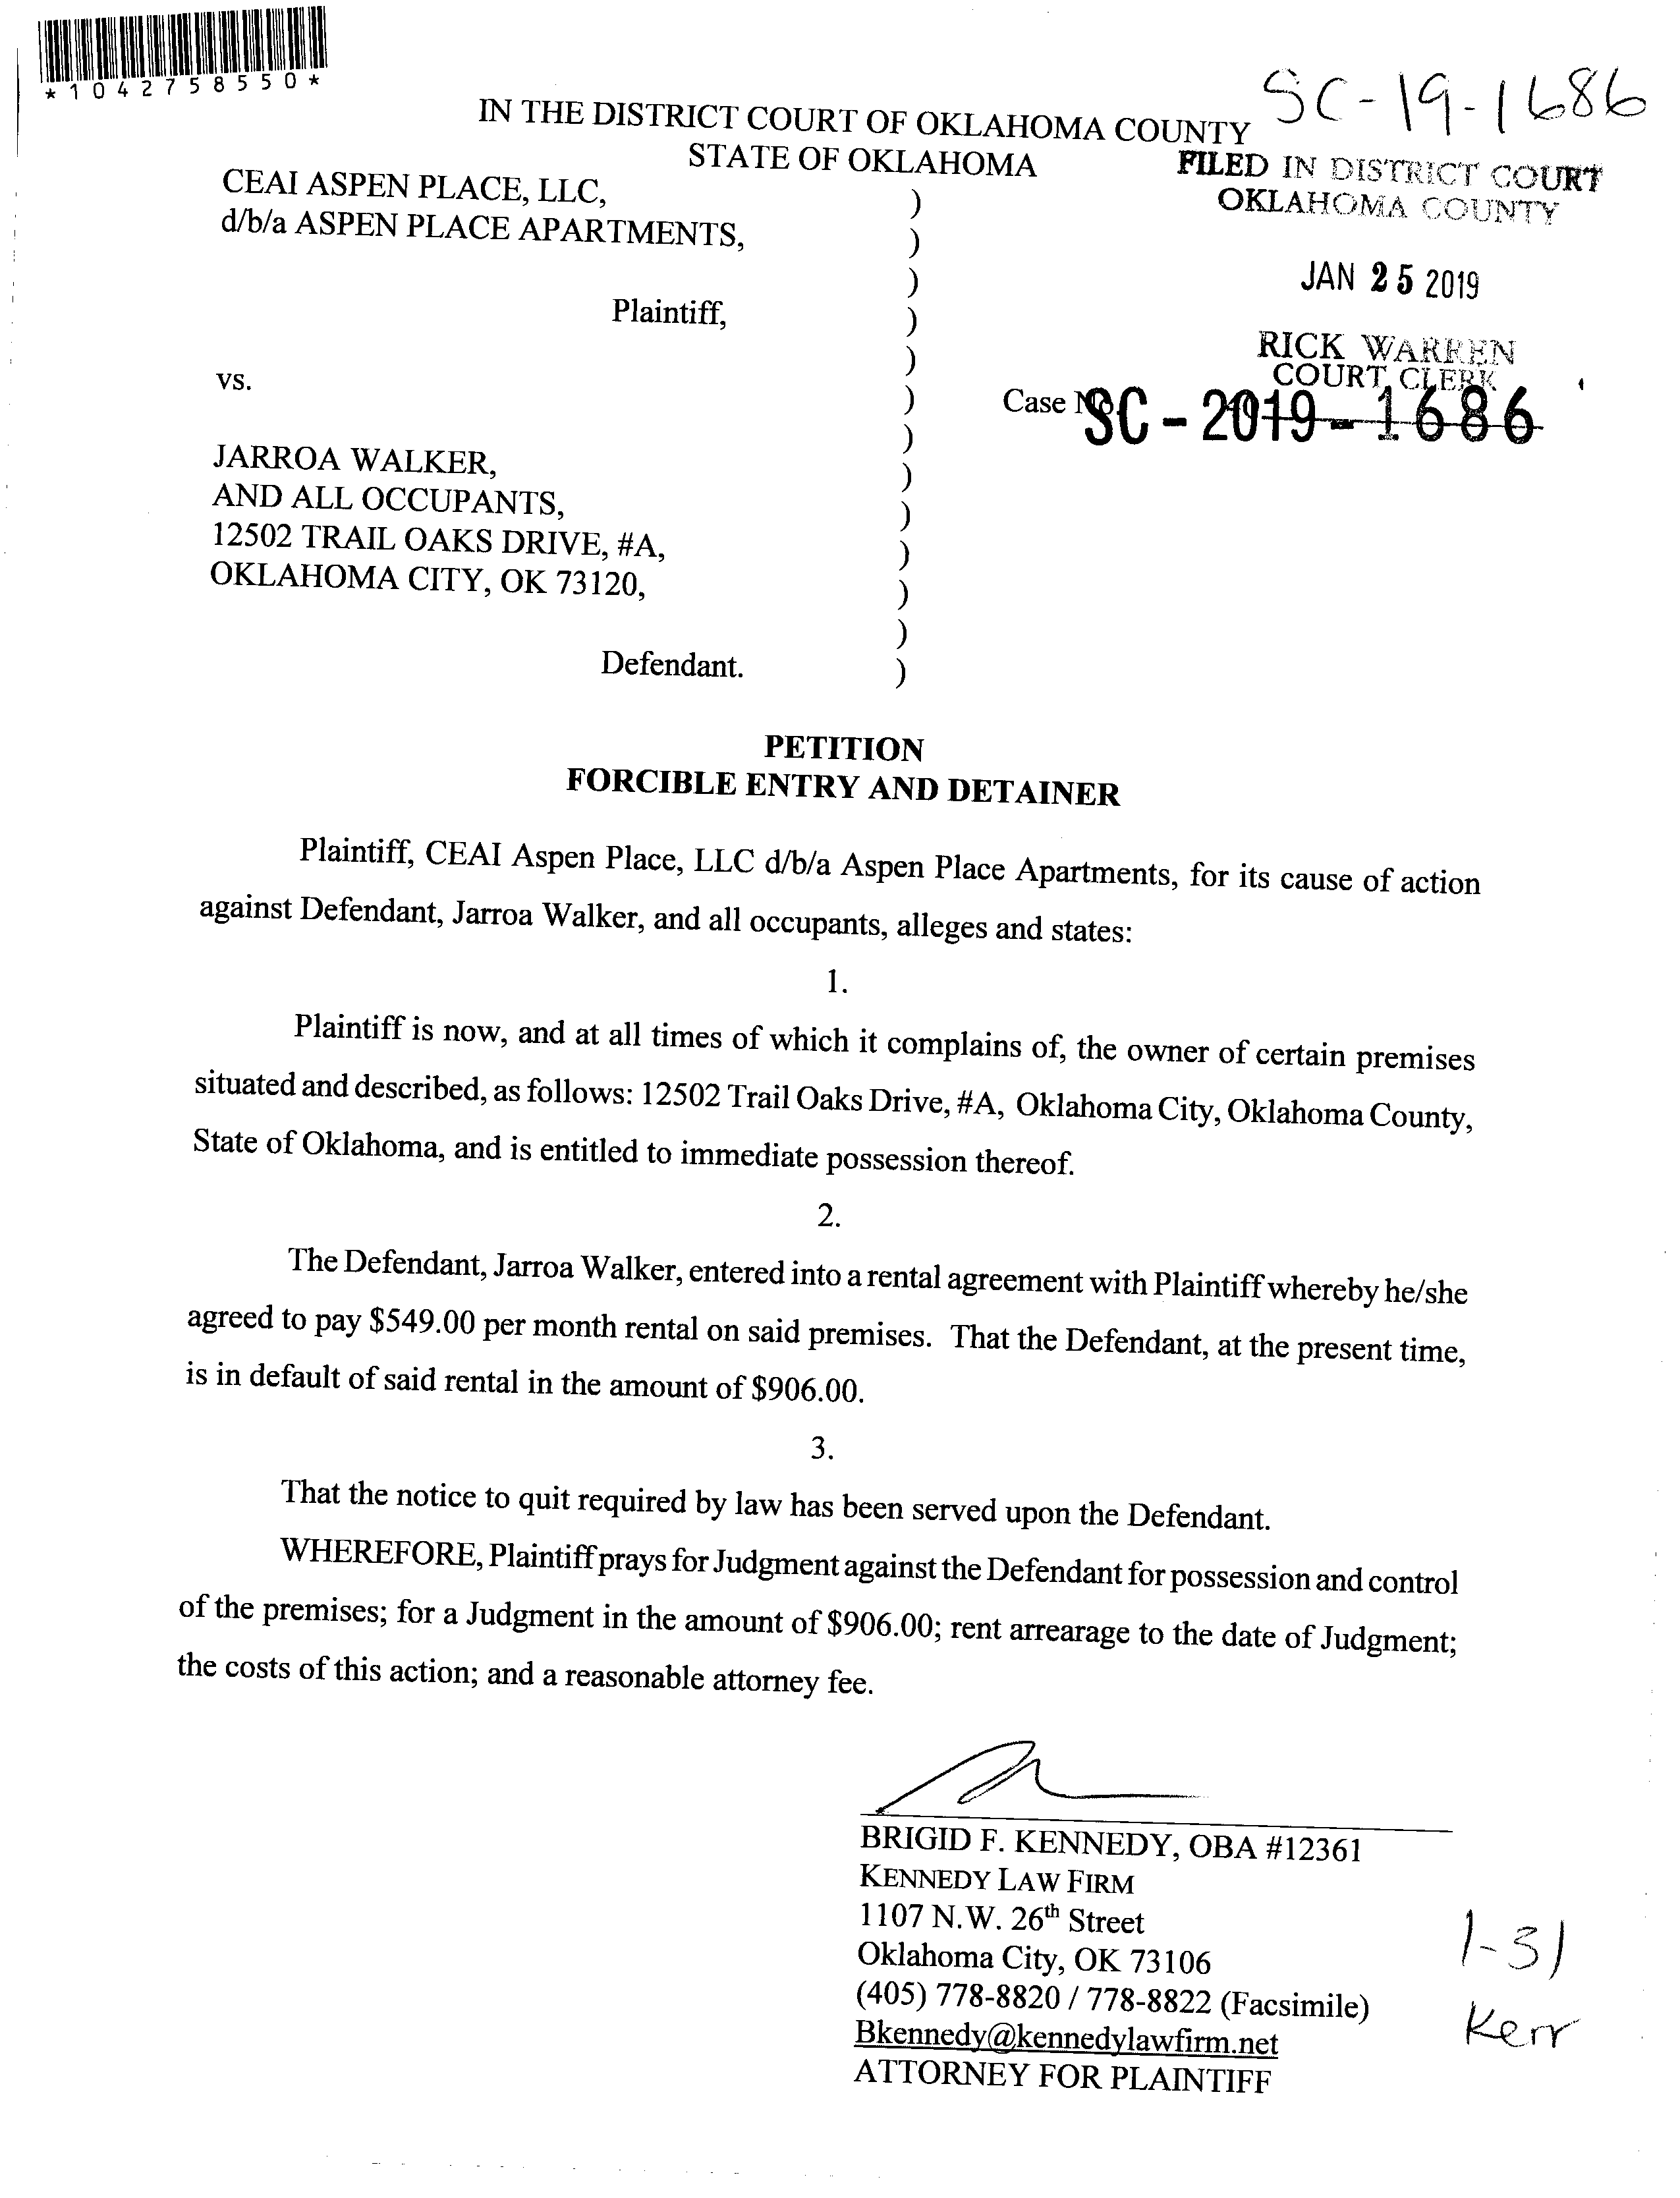 *1042758550*
SC-19-1686
IN THE DISTRICT COURT OF OKLAHOMA COUNTY
STATE OF OKLAHOMA
FILED IN DISTRICT COURT
OKLAHOMA COUNTY
JAN 25 2019
RICK WARREN
COURT CLERK
CEAI ASPEN PLACE, LLC, )
d/b/a ASPEN PLACE APARTMENTS, )
)
Plaintiff, )
)
vs. )
Case No. SC-2019-1686
)
JARROA WALKER, )
AND ALL OCCUPANTS, )
12502 TRAIL OAKS DRIVE, #A, )
OKLAHOMA CITY, OK 73120, )
)
Defendant. )
PETITION
FORCIBLE ENTRY AND DETAINER
Plaintiff, CEAI Aspen Place, LLC d/b/a Aspen Place Apartments, for its cause of action
against Defendant, Jarroa Walker, and all occupants, alleges and states:
1.
Plaintiff is now, and at all times of which it complains of, the owner of certain premises
situated and described, as follows: 12502 Trail Oaks Drive, #A, Oklahoma City, Oklahoma County,
State of Oklahoma, and is entitled to immediate possession thereof.
2.
The Defendant, Jarroa Walker, entered into a rental agreement with Plaintiff whereby he/she
agreed to pay $549.00 per month rental on said premises. That the Defendant, at the present time,
is in default of said rental in the amount of $906.00.
3.
That the notice to quit required by law has been served upon the Defendant.
WHEREFORE, Plaintiff prays for Judgment against the Defendant for possession and control
of the premises; for a Judgment in the amount of $906.00; rent arrearage to the date of Judgment;
the costs of this action; and a reasonable attorney fee.
BRIGID F. KENNEDY, OBA #12361
KENNEDY LAW FIRM
1107 N.W. 26th Street
Oklahoma City, OK 73106
(405) 778-8820 / 778-8822 (Facsimile)
Bkennedy@kennedylawfirm.net
ATTORNEY FOR PLAINTIFF
1-31
Kerr